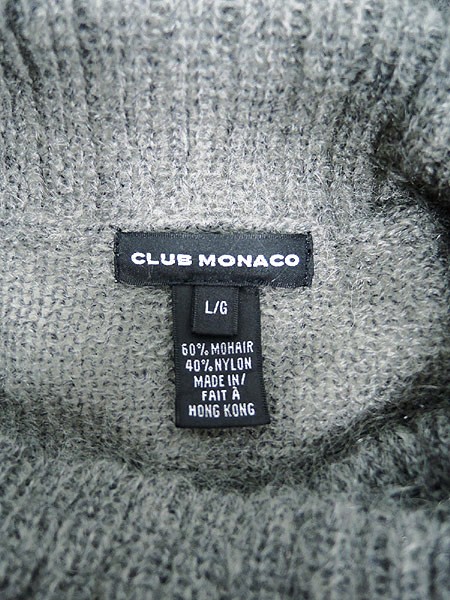 CLUB MONACO
L/G
60% MOHAIR
40% NYLON
MADE IN/
FAIT À
HONG KONG